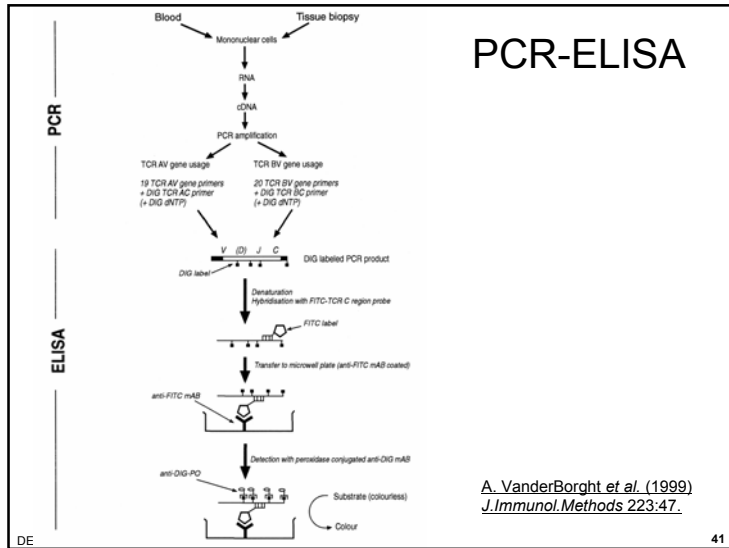 PCR-ELISA
Blood
Tissue biopsy
Mononuclear cells
RNA
cDNA
PCR amplification
TCR AV gene usage
19 TCR AV gene primers
+ DIG TCR AC primer
(+ DIG dNTP)
TCR BV gene usage
20 TCR BV gene primers
+ DIG TCR BC primer
(+ DIG dNTP)
PCR
V (D) J C
DIG labeled PCR product
DIG label
Denaturation
Hybridisation with FITC-TCR C region probe
FITC label
Transfer to microwell plate (anti-FITC mAB coated)
anti-FITC mAB
Detection with peroxidase conjugated anti-DIG mAB
anti-DIG-PO
Substrate (colourless)
Colour
ELISA
A. VanderBorght et al. (1999)
J.Immunol.Methods 223:47.
DE
41